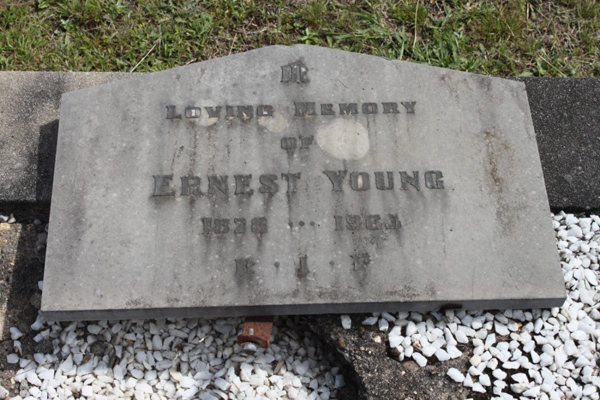 IN
LOVING MEMORY
OF
ERNEST YOUNG
R·I·P